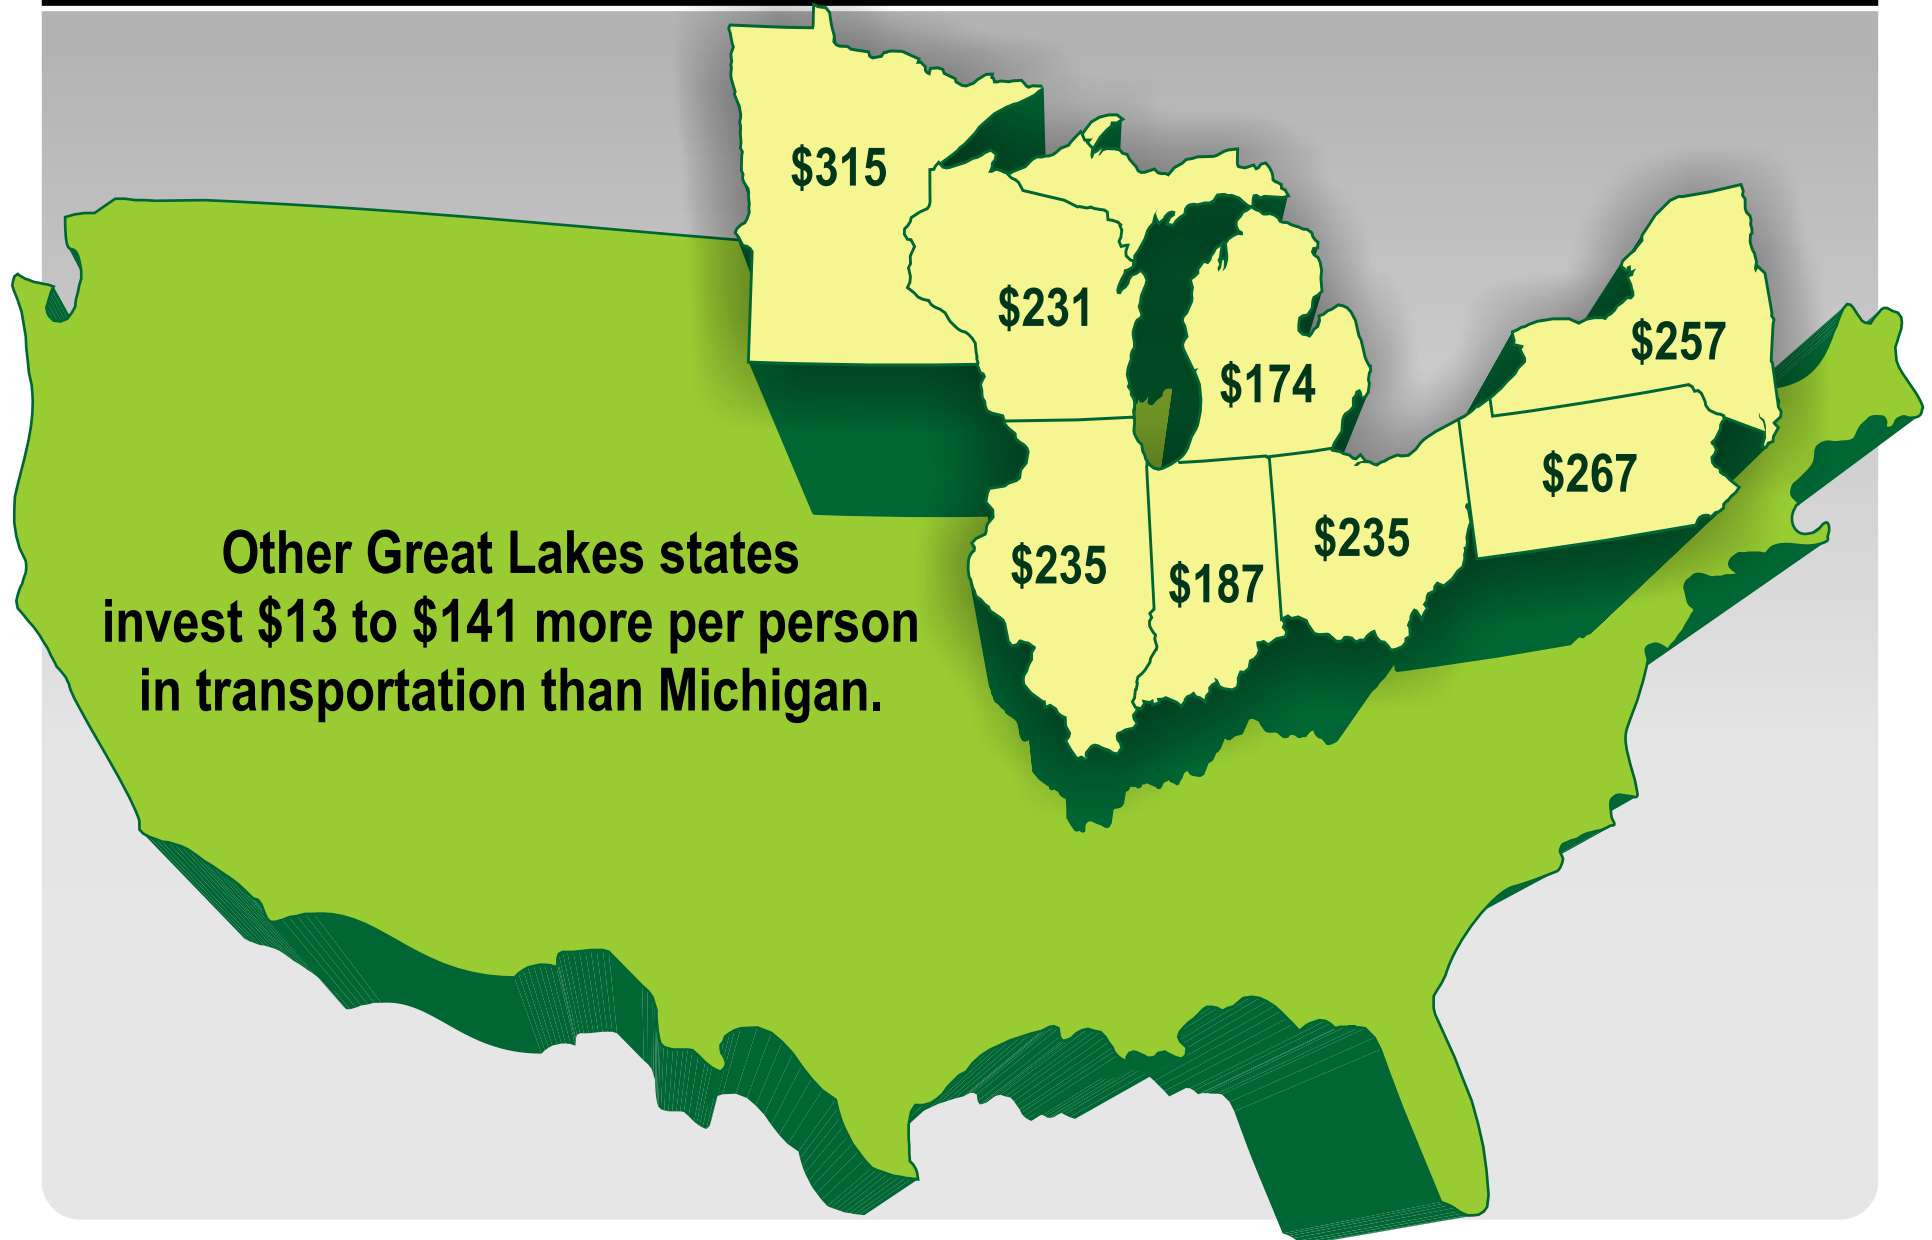 $315
$231
$174
$257
$267
$235
$187
$235
Other Great Lakes states
invest $13 to $141 more per person
in transportation than Michigan.